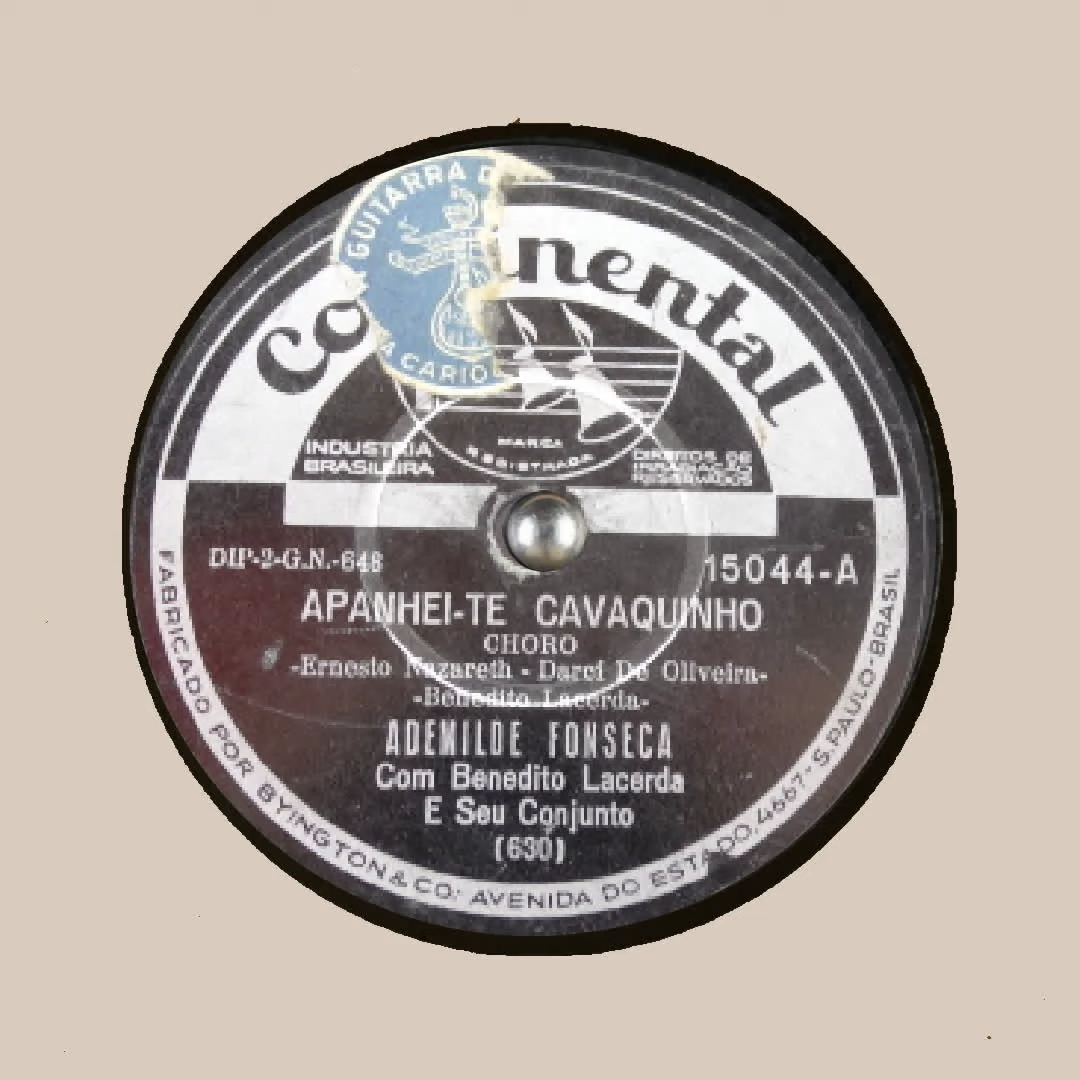 GUITARRA D
A CARIO
Co nental
INDUSTRIA
BRASILEIRA
MARCA
REGISTRADA
DIREITOS DE
IRRADIAÇÃO
RESERVADOS
DIP-2-G.N.-648
15044-A
APANHEI-TE CAVAQUINHO
CHORO
-Ernesto Nazareth - Darci De Oliveira-
-Benedito Lacerda-
ADEMILDE FONSECA
Com Benedito Lacerda
E Seu Conjunto
(630)
FABRICADO POR BYINGTON & CO: AVENIDA DO ESTADO, 4667 - S. PAULO - BRASIL